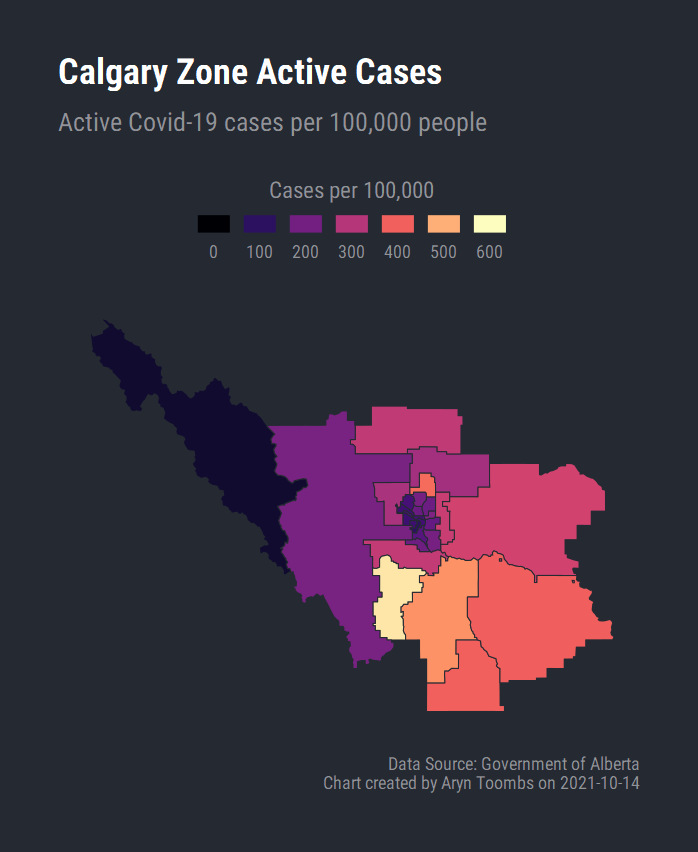 Calgary Zone Active Cases
Active Covid-19 cases per 100,000 people
Cases per 100,000
0 100 200 300 400 500 600
Data Source: Government of Alberta
Chart created by Aryn Toombs on 2021-10-14